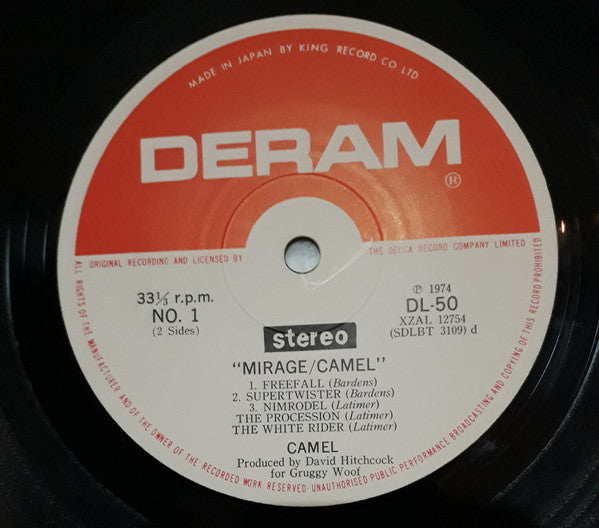 MADE IN JAPAN BY KING RECORD CO LTD.
DERAM
®
ORIGINAL RECORDING AND LICENSED BY THE DECCA RECORD COMPANY LIMITED
33⅓ r.p.m.
NO. 1
(2 Sides)
℗ 1974
DL-50
XZAL 12754
(SDLBT 3109) d
stereo
"MIRAGE/CAMEL"
1. FREEFALL (Bardens)
2. SUPERTWISTER (Bardens)
3. NIMRODEL (Latimer)
THE PROCESSION (Latimer)
THE WHITE RIDER (Latimer)
CAMEL
Produced by David Hitchcock
for Gruggy Woof
ALL RIGHTS OF THE MANUFACTURER AND OF THE OWNER OF THE RECORDED WORK RESERVED·UNAUTHORISED PUBLIC PERFORMANCE BROADCASTING AND COPYING OF THIS RECORD PROHIBITED